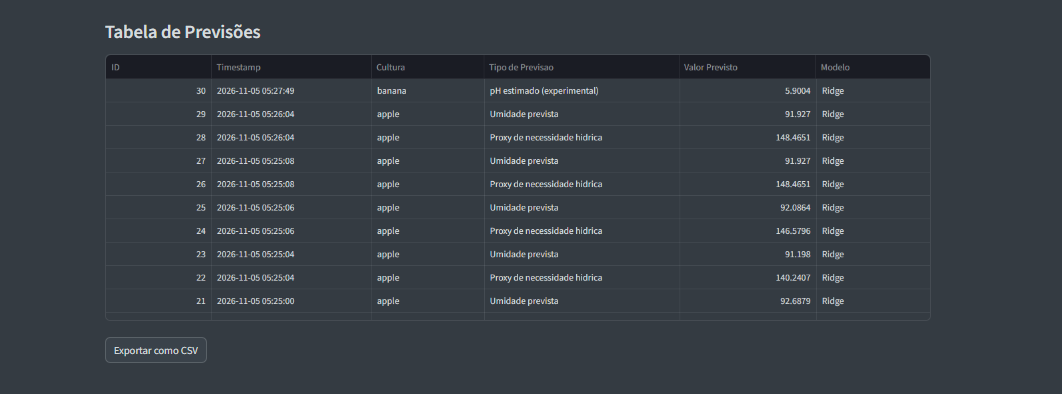 Tabela de Previsões
ID Timestamp Cultura Tipo de Previsao Valor Previsto Modelo
30 2026-11-05 05:27:49 banana pH estimado (experimental) 5.9004 Ridge
29 2026-11-05 05:26:04 apple Umidade prevista 91.927 Ridge
28 2026-11-05 05:26:04 apple Proxy de necessidade hidrica 148.4651 Ridge
27 2026-11-05 05:25:08 apple Umidade prevista 91.927 Ridge
26 2026-11-05 05:25:08 apple Proxy de necessidade hidrica 148.4651 Ridge
25 2026-11-05 05:25:06 apple Umidade prevista 92.0864 Ridge
24 2026-11-05 05:25:06 apple Proxy de necessidade hidrica 146.5796 Ridge
23 2026-11-05 05:25:04 apple Umidade prevista 91.198 Ridge
22 2026-11-05 05:25:04 apple Proxy de necessidade hidrica 140.2407 Ridge
21 2026-11-05 05:25:00 apple Umidade prevista 92.6879 Ridge
Exportar como CSV